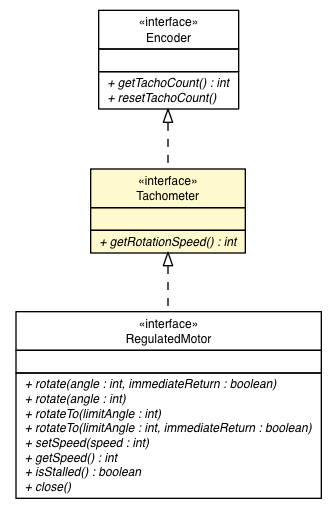 «interface»
Encoder
+ getTachoCount() : int
+ resetTachoCount()
«interface»
Tachometer
+ getRotationSpeed() : int
«interface»
RegulatedMotor
+ rotate(angle : int, immediateReturn : boolean)
+ rotate(angle : int)
+ rotateTo(limitAngle : int)
+ rotateTo(limitAngle : int, immediateReturn : boolean)
+ setSpeed(speed : int)
+ getSpeed() : int
+ isStalled() : boolean
+ close()